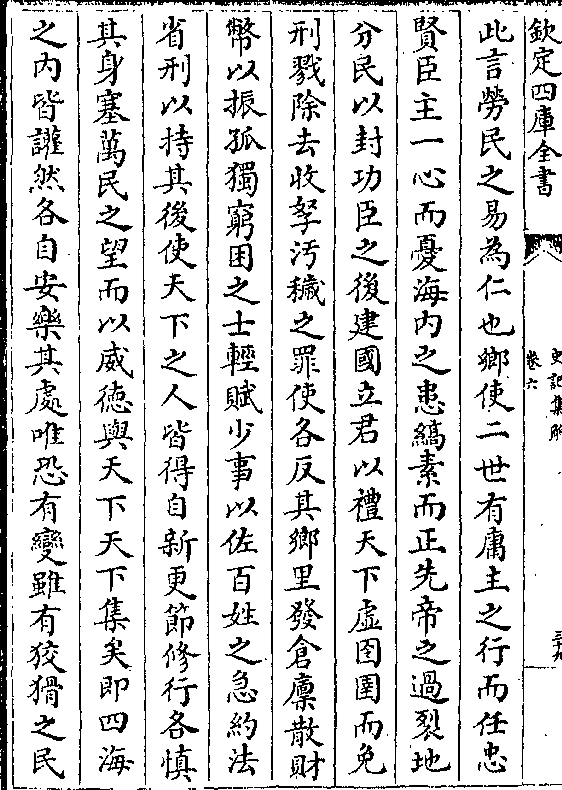 欽定四庫全書
史記集解
卷六
三十九
此言勞民之易為仁也鄉使二世有庸主之行而任忠
賢臣主一心而憂海内之患縞素而正先帝之過裂地
分民以封功臣之後建國立君以禮天下虛囹圄而免
刑戮除去收孥汚穢之罪使各反其鄉里發倉廩散財
幣以振孤獨窮困之士輕賦少事以佐百姓之急約法
省刑以持其後使天下之人皆得自新更節修行各慎
其身塞萬民之望而以威徳與天下天下集矣即四海
之内皆讙然各自安樂其處唯恐有變雖有狡猾之民